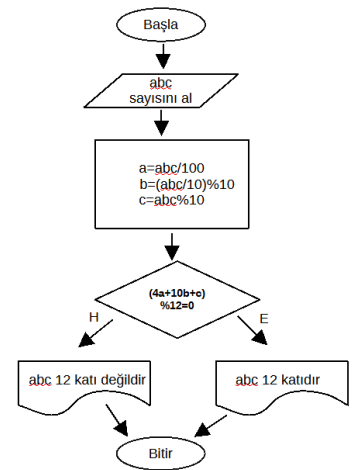 Başla
abc
sayısını al
a=abc/100
b=(abc/10)%10
c=abc%10
(4a+10b+c)
%12=0
H
E
abc 12 katı değildir
abc 12 katıdır
Bitir